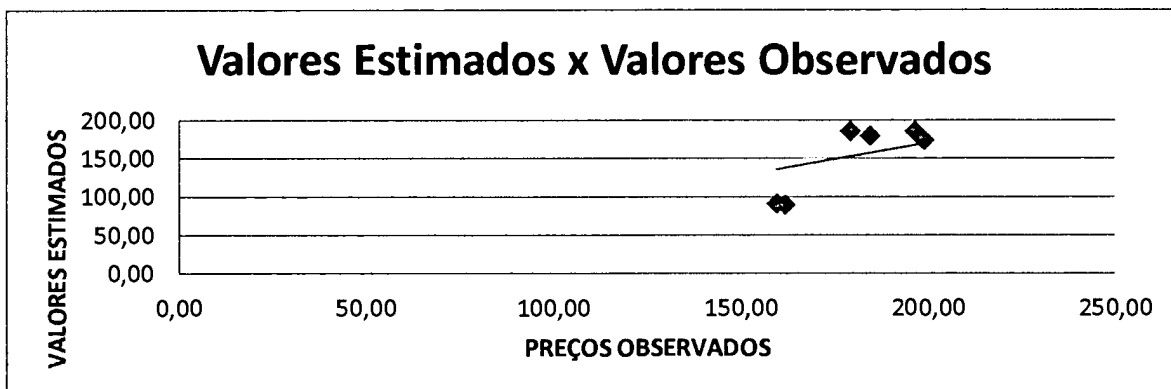 Valores Estimados x Valores Observados
VALORES ESTIMADOS
200,00
150,00
100,00
50,00
0,00
0,00 50,00 100,00 150,00 200,00 250,00
PREÇOS OBSERVADOS